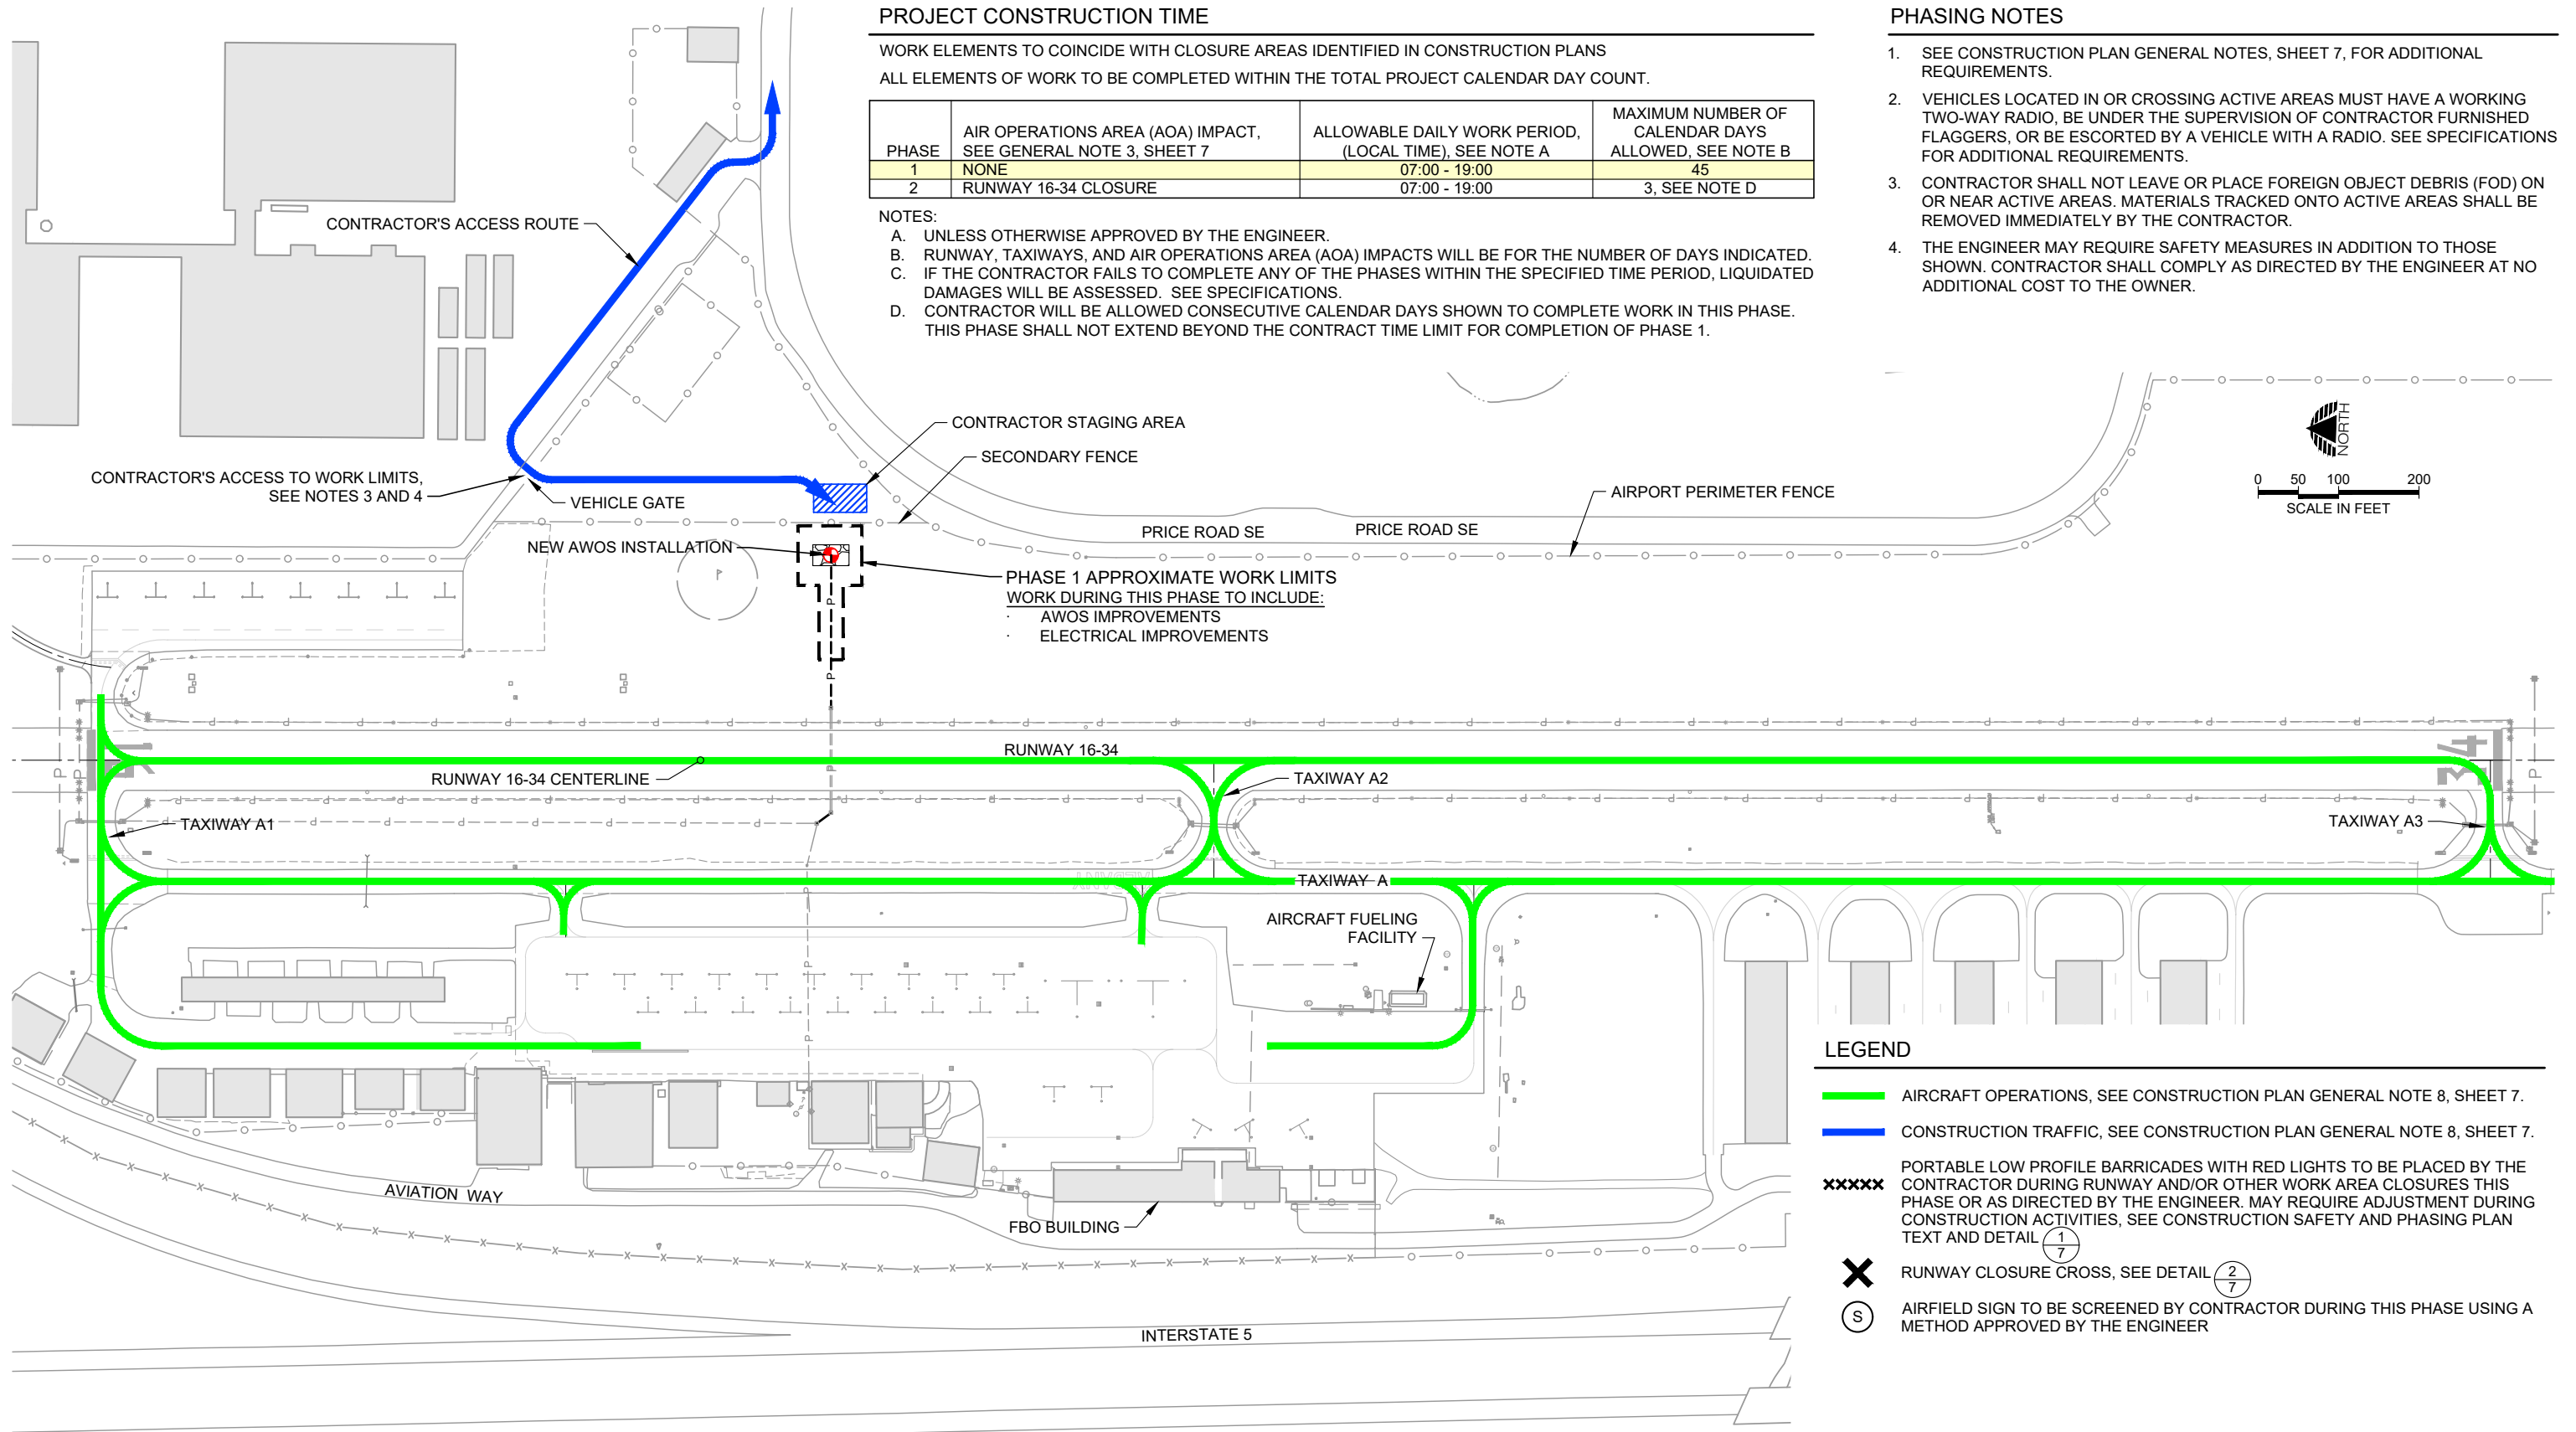 PROJECT CONSTRUCTION TIME
WORK ELEMENTS TO COINCIDE WITH CLOSURE AREAS IDENTIFIED IN CONSTRUCTION PLANS
ALL ELEMENTS OF WORK TO BE COMPLETED WITHIN THE TOTAL PROJECT CALENDAR DAY COUNT.
PHASE
AIR OPERATIONS AREA (AOA) IMPACT,
SEE GENERAL NOTE 3, SHEET 7
ALLOWABLE DAILY WORK PERIOD,
(LOCAL TIME), SEE NOTE A
MAXIMUM NUMBER OF
CALENDAR DAYS
ALLOWED, SEE NOTE B
1 NONE 07:00 - 19:00 45
2 RUNWAY 16-34 CLOSURE 07:00 - 19:00 3, SEE NOTE D
NOTES:
A. UNLESS OTHERWISE APPROVED BY THE ENGINEER.
B. RUNWAY, TAXIWAYS, AND AIR OPERATIONS AREA (AOA) IMPACTS WILL BE FOR THE NUMBER OF DAYS INDICATED.
C. IF THE CONTRACTOR FAILS TO COMPLETE ANY OF THE PHASES WITHIN THE SPECIFIED TIME PERIOD, LIQUIDATED
DAMAGES WILL BE ASSESSED. SEE SPECIFICATIONS.
D. CONTRACTOR WILL BE ALLOWED CONSECUTIVE CALENDAR DAYS SHOWN TO COMPLETE WORK IN THIS PHASE.
THIS PHASE SHALL NOT EXTEND BEYOND THE CONTRACT TIME LIMIT FOR COMPLETION OF PHASE 1.
PHASING NOTES
1. SEE CONSTRUCTION PLAN GENERAL NOTES, SHEET 7, FOR ADDITIONAL
REQUIREMENTS.
2. VEHICLES LOCATED IN OR CROSSING ACTIVE AREAS MUST HAVE A WORKING
TWO-WAY RADIO, BE UNDER THE SUPERVISION OF CONTRACTOR FURNISHED
FLAGGERS, OR BE ESCORTED BY A VEHICLE WITH A RADIO. SEE SPECIFICATIONS
FOR ADDITIONAL REQUIREMENTS.
3. CONTRACTOR SHALL NOT LEAVE OR PLACE FOREIGN OBJECT DEBRIS (FOD) ON
OR NEAR ACTIVE AREAS. MATERIALS TRACKED ONTO ACTIVE AREAS SHALL BE
REMOVED IMMEDIATELY BY THE CONTRACTOR.
4. THE ENGINEER MAY REQUIRE SAFETY MEASURES IN ADDITION TO THOSE
SHOWN. CONTRACTOR SHALL COMPLY AS DIRECTED BY THE ENGINEER AT NO
ADDITIONAL COST TO THE OWNER.
CONTRACTOR'S ACCESS ROUTE
CONTRACTOR STAGING AREA
SECONDARY FENCE
CONTRACTOR'S ACCESS TO WORK LIMITS,
SEE NOTES 3 AND 4
VEHICLE GATE
AIRPORT PERIMETER FENCE
NORTH
0 50 100 200
SCALE IN FEET
PRICE ROAD SE
PRICE ROAD SE
NEW AWOS INSTALLATION
PHASE 1 APPROXIMATE WORK LIMITS
WORK DURING THIS PHASE TO INCLUDE:
· AWOS IMPROVEMENTS
· ELECTRICAL IMPROVEMENTS
RUNWAY 16-34
RUNWAY 16-34 CENTERLINE
34
TAXIWAY A2
TAXIWAY A1
TAXIWAY A3
TAXIWAY A
AIRCRAFT FUELING
FACILITY
AVIATION WAY
FBO BUILDING
INTERSTATE 5
LEGEND
AIRCRAFT OPERATIONS, SEE CONSTRUCTION PLAN GENERAL NOTE 8, SHEET 7.
CONSTRUCTION TRAFFIC, SEE CONSTRUCTION PLAN GENERAL NOTE 8, SHEET 7.
PORTABLE LOW PROFILE BARRICADES WITH RED LIGHTS TO BE PLACED BY THE
CONTRACTOR DURING RUNWAY AND/OR OTHER WORK AREA CLOSURES THIS
PHASE OR AS DIRECTED BY THE ENGINEER. MAY REQUIRE ADJUSTMENT DURING
CONSTRUCTION ACTIVITIES, SEE CONSTRUCTION SAFETY AND PHASING PLAN
TEXT AND DETAIL 1 7
RUNWAY CLOSURE CROSS, SEE DETAIL 2 7
S AIRFIELD SIGN TO BE SCREENED BY CONTRACTOR DURING THIS PHASE USING A
METHOD APPROVED BY THE ENGINEER